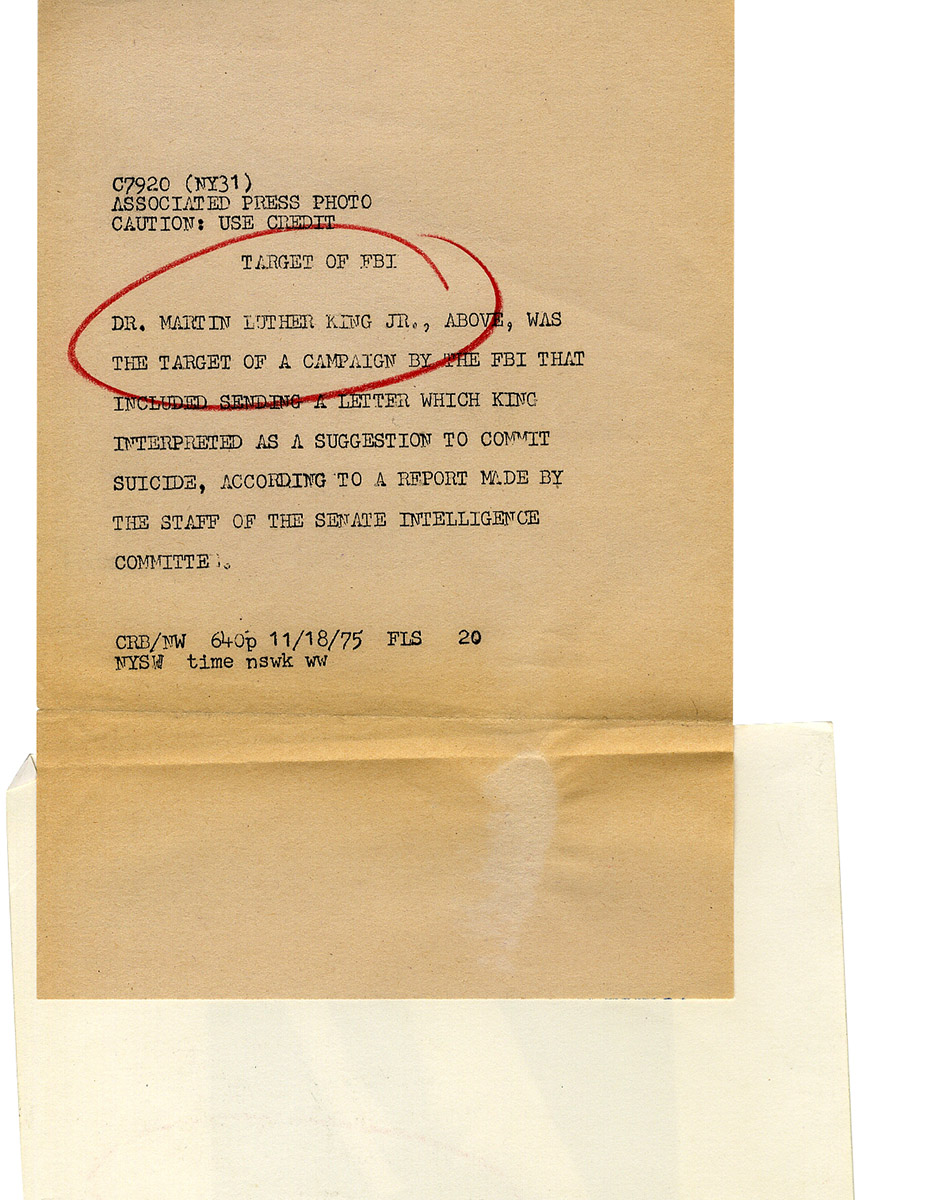 C7920 (NY31)
ASSOCIATED PRESS PHOTO
CAUTION: USE CREDIT
TARGET OF FBI
DR. MARTIN LUTHER KING JR., ABOVE, WAS
THE TARGET OF A CAMPAIGN BY THE FBI THAT
INCLUDED SENDING A LETTER WHICH KING
INTERPRETED AS A SUGGESTION TO COMMIT
SUICIDE, ACCORDING TO A REPORT MADE BY
THE STAFF OF THE SENATE INTELLIGENCE
COMMITTE.
CRB/NW 640p 11/18/75 FLS 20
NYSW time nswk ww